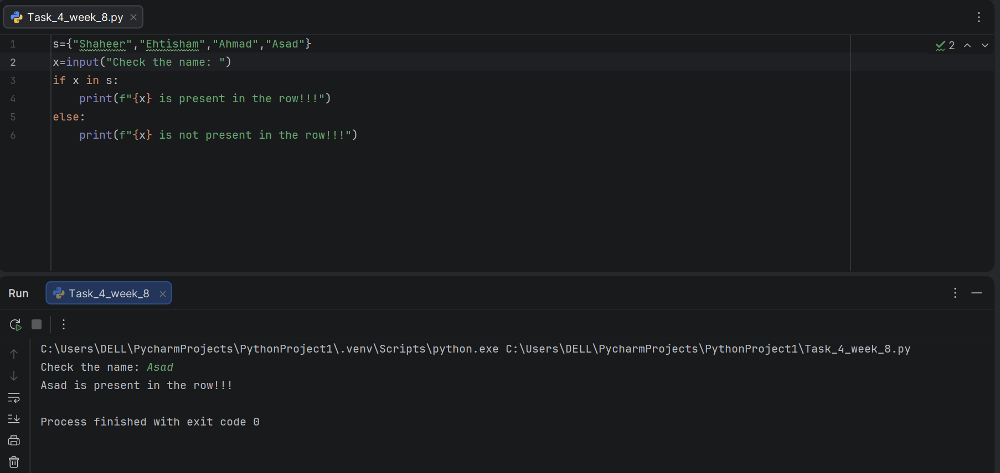 Task_4_week_8.py
1 s={"Shaheer","Ehtisham","Ahmad","Asad"}
2
2 x=input("Check the name: ")
3 if x in s:
4     print(f"{x} is present in the row!!!")
5 else:
6     print(f"{x} is not present in the row!!!")
Run Task_4_week_8
C:\Users\DELL\PycharmProjects\PythonProject1\.venv\Scripts\python.exe C:\Users\DELL\PycharmProjects\PythonProject1\Task_4_week_8.py
Check the name: Asad
Asad is present in the row!!!
Process finished with exit code 0